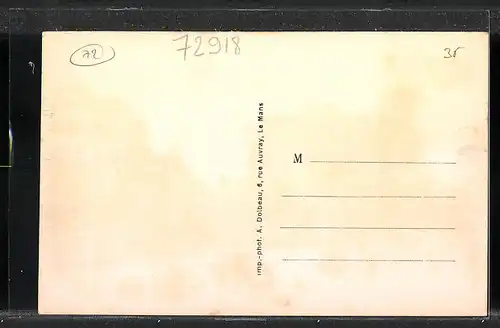 72
72918
35
Imp.-phot. A. Dolbeau, 6, rue Auvray, Le Mans
M